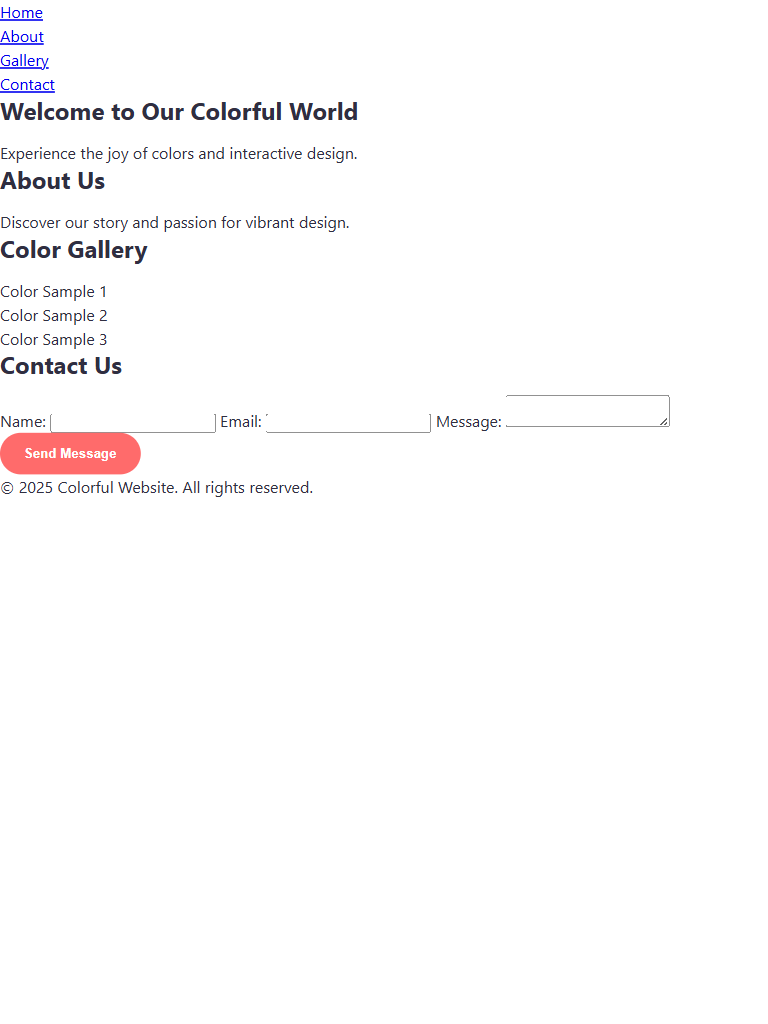 Home
About
Gallery
Contact
Welcome to Our Colorful World
Experience the joy of colors and interactive design.
About Us
Discover our story and passion for vibrant design.
Color Gallery
Color Sample 1
Color Sample 2
Color Sample 3
Contact Us
Name: Email: Message:
Send Message
© 2025 Colorful Website. All rights reserved.